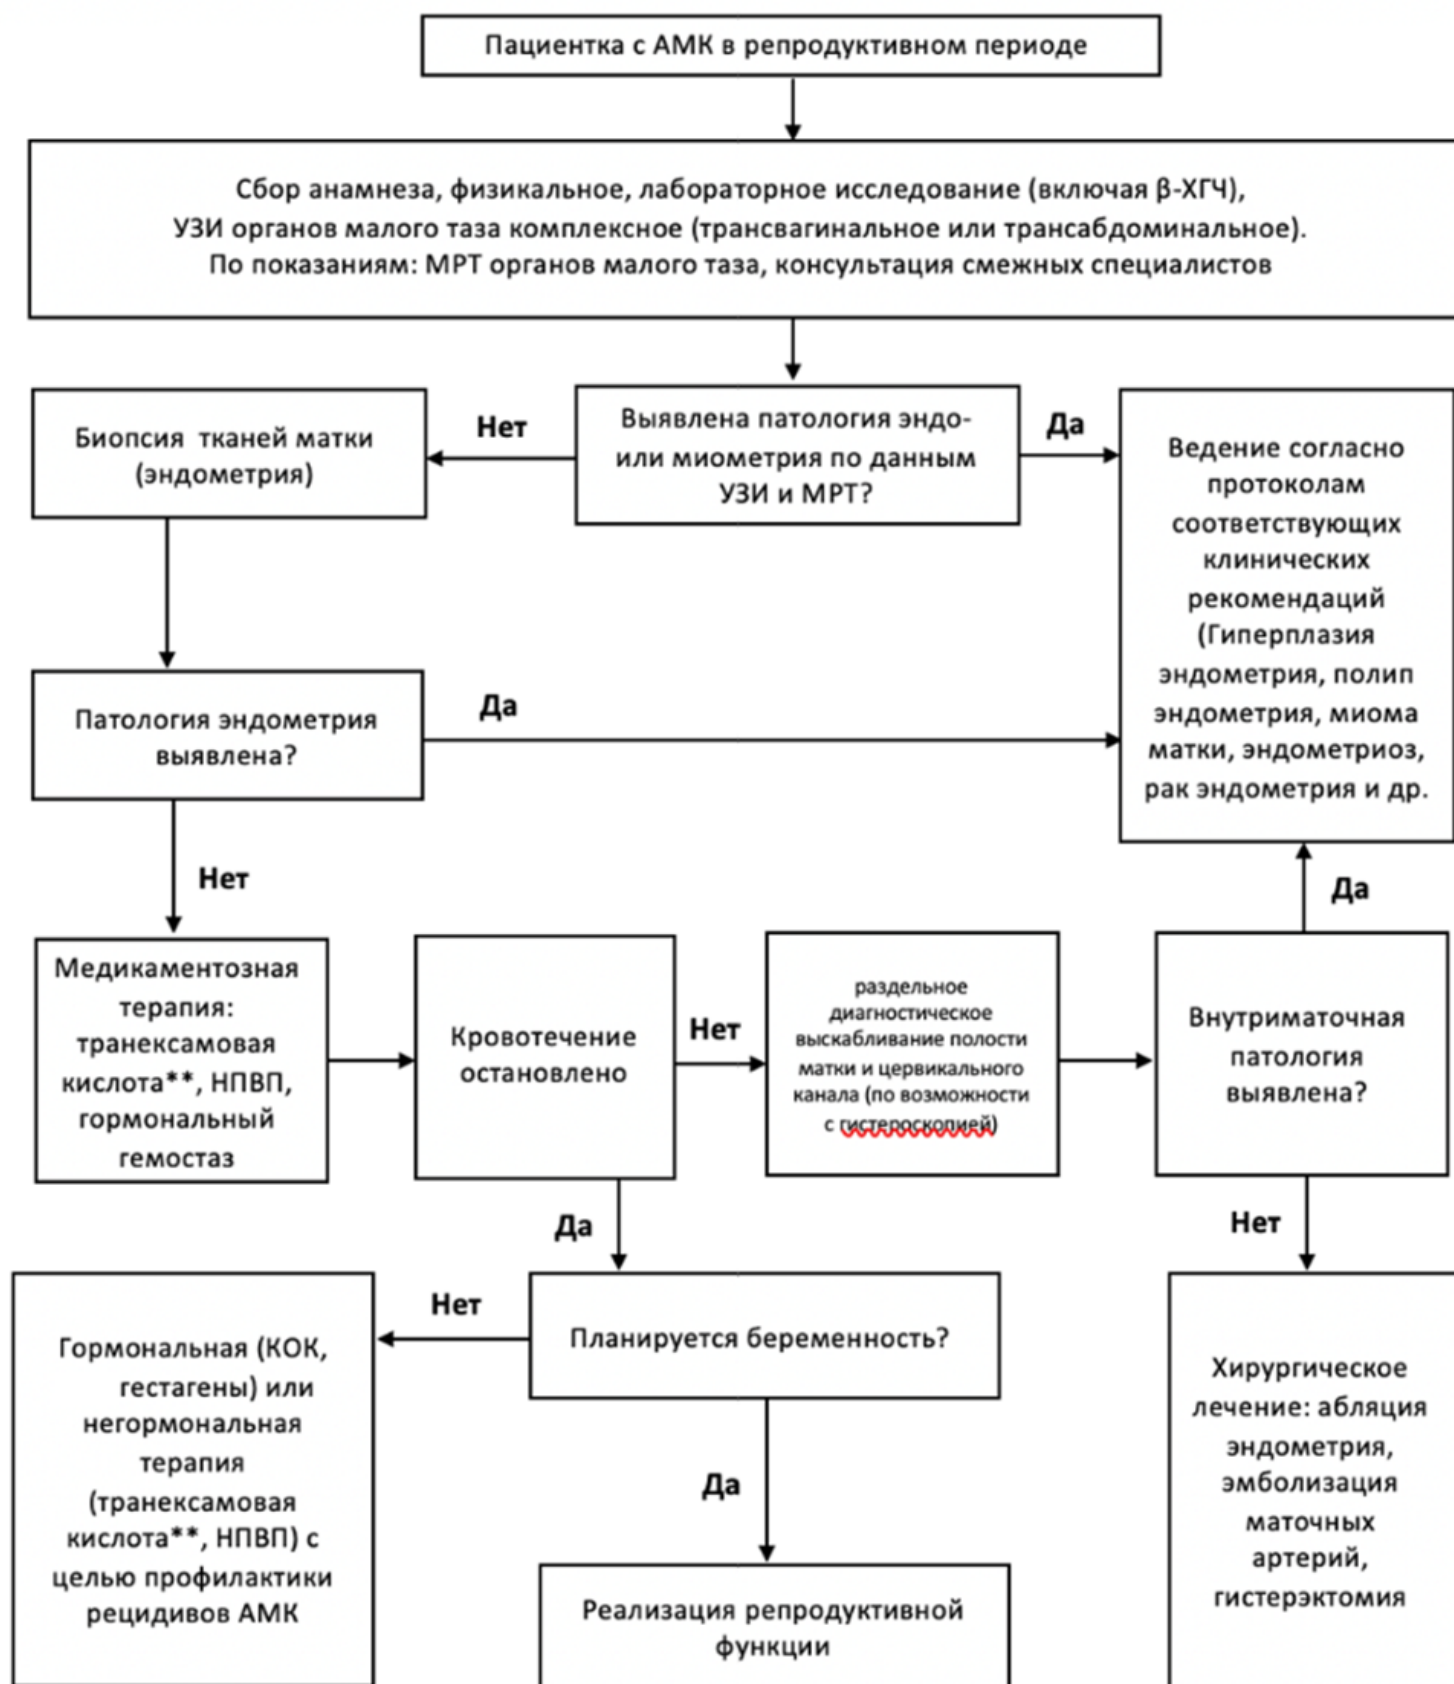 Пациентка с АМК в репродуктивном периоде
Сбор анамнеза, физикальное, лабораторное исследование (включая β-ХГЧ),
УЗИ органов малого таза комплексное (трансвагинальное или трансабдоминальное).
По показаниям: МРТ органов малого таза, консультация смежных специалистов
Биопсия тканей матки
(эндометрия)
Нет
Выявлена патология эндо-
или миометрия по данным
УЗИ и МРТ?
Да
Ведение согласно
протоколам
соответствующих
клинических
рекомендаций
(Гиперплазия
эндометрия, полип
эндометрия, миома
матки, эндометриоз,
рак эндометрия и др.
Патология эндометрия
выявлена?
Да
Нет
Да
Медикаментозная
терапия:
транексамовая
кислота**, НПВП,
гормональный
гемостаз
Кровотечение
остановлено
Нет
раздельное
диагностическое
выскабливание полости
матки и цервикального
канала (по возможности
с гистероскопией)
Внутриматочная
патология
выявлена?
Да
Нет
Гормональная (КОК,
гестагены) или
негормональная
терапия
(транексамовая
кислота**, НПВП) с
целью профилактики
рецидивов АМК
Нет
Планируется беременность?
Да
Реализация репродуктивной
функции
Хирургическое
лечение: абляция
эндометрия,
эмболизация
маточных
артерий,
гистерэктомия